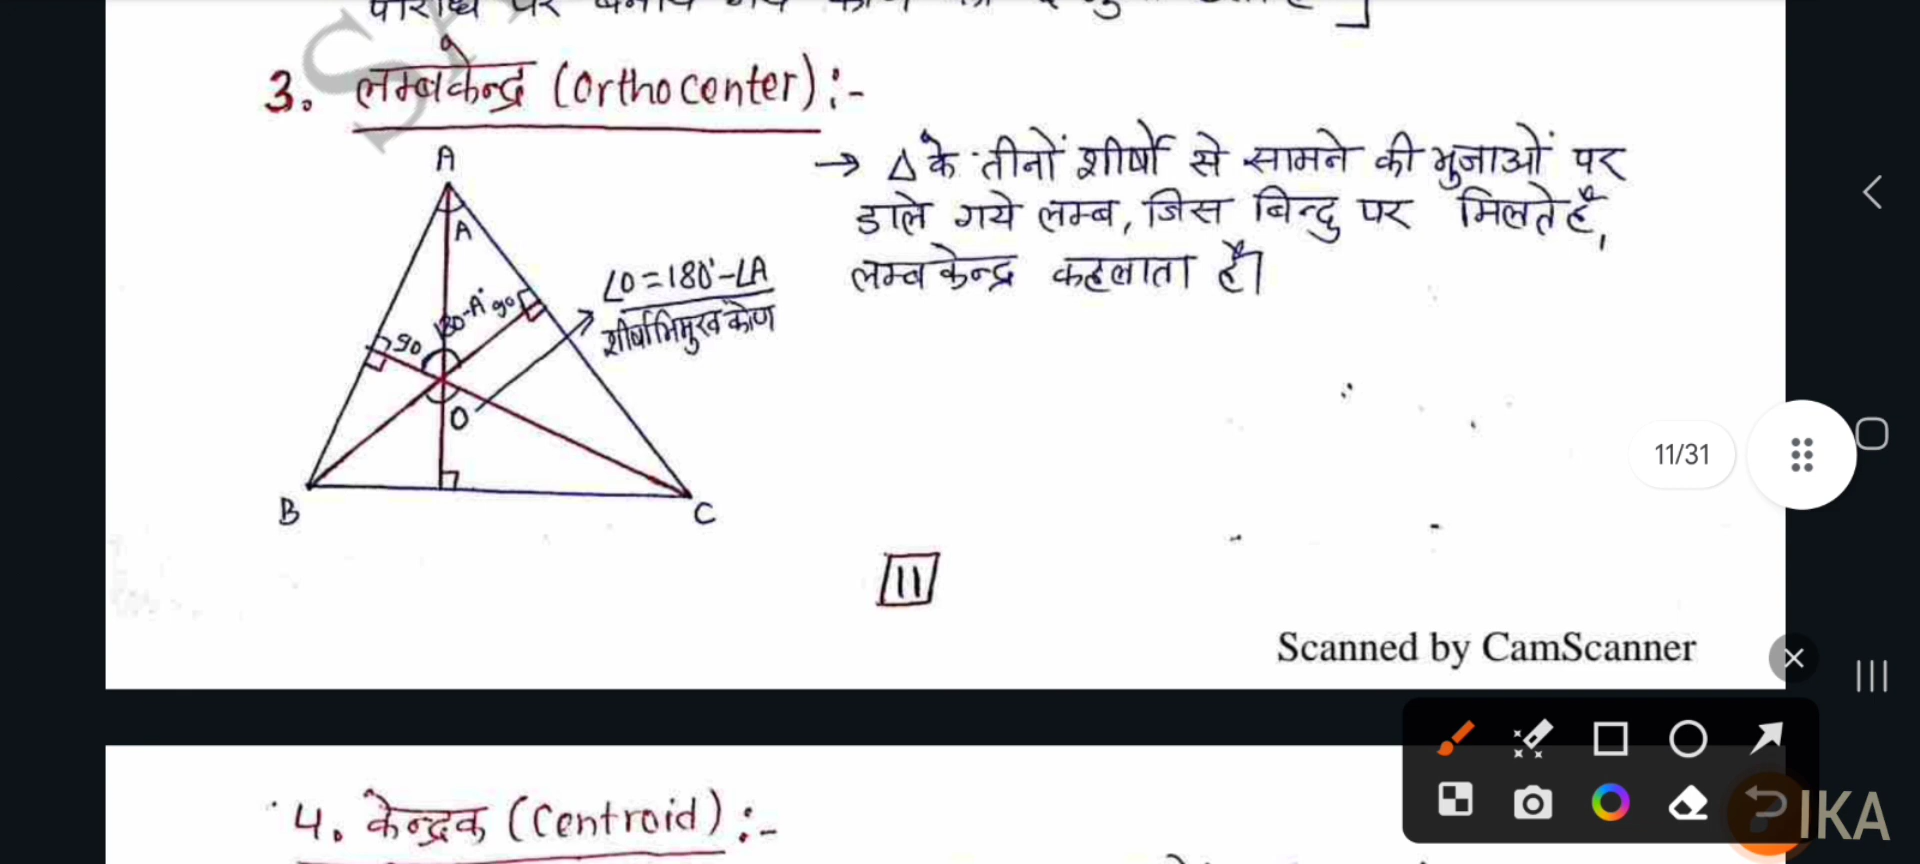 3. लम्बकेन्द्र (Orthocenter) :-
→ Δ के तीनों शीर्षों से सामने की भुजाओं पर
डाले गये लम्ब, जिस बिन्दु पर मिलते हैं,
लम्बकेन्द्र कहलाता है।
A
A
∠O = 180° - ∠A
शीर्षाभिमुख कोण
180-A
90
90
O
B
C
11/31
11
Scanned by CamScanner
4. केन्द्रक (Centroid) :-
IKA